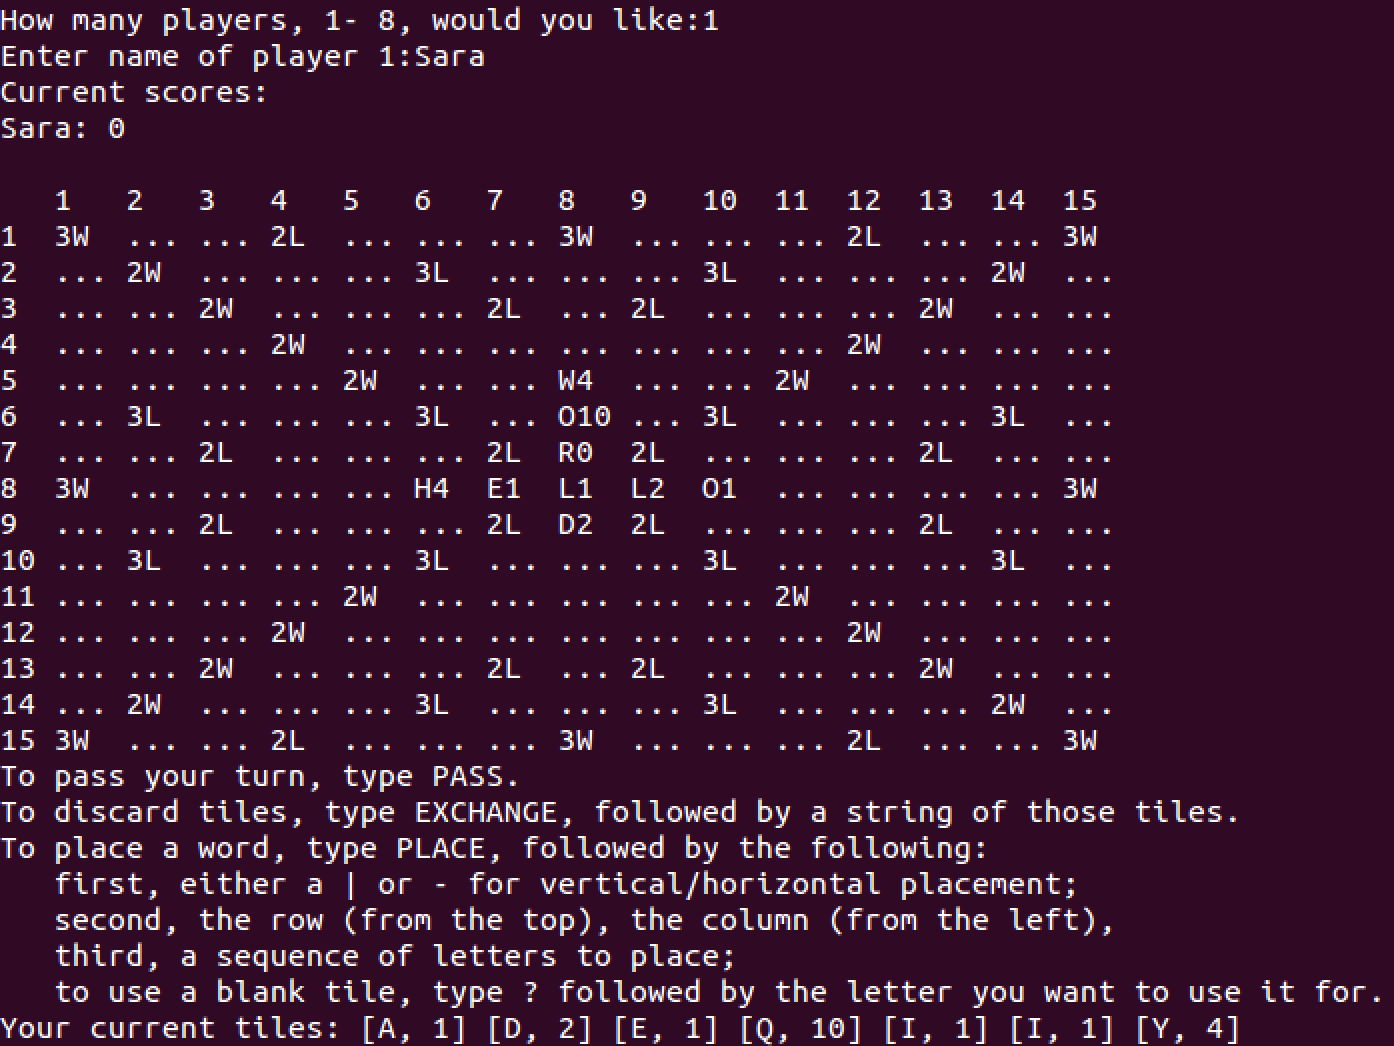 How many players, 1- 8, would you like:1
Enter name of player 1:Sara
Current scores:
Sara: 0

   1   2   3   4   5   6   7   8   9   10  11  12  13  14  15
1  3W  ... ... 2L  ... ... ... 3W  ... ... ... 2L  ... ... 3W
2  ... 2W  ... ... ... 3L  ... ... ... 3L  ... ... ... 2W  ...
3  ... ... 2W  ... ... ... 2L  ... 2L  ... ... ... 2W  ... ...
4  ... ... ... 2W  ... ... ... ... ... ... ... 2W  ... ... ...
5  ... ... ... ... 2W  ... ... W4  ... ... 2W  ... ... ... ...
6  ... 3L  ... ... ... 3L  ... O10 ... 3L  ... ... ... 3L  ...
7  ... ... 2L  ... ... ... 2L  R0  2L  ... ... ... 2L  ... ...
8  3W  ... ... ... ... H4  E1  L1  L2  O1  ... ... ... ... 3W
9  ... ... 2L  ... ... ... 2L  D2  2L  ... ... ... 2L  ... ...
10 ... 3L  ... ... ... 3L  ... ... ... 3L  ... ... ... 3L  ...
11 ... ... ... ... 2W  ... ... ... ... ... 2W  ... ... ... ...
12 ... ... ... 2W  ... ... ... ... ... ... ... 2W  ... ... ...
13 ... ... 2W  ... ... ... 2L  ... 2L  ... ... ... 2W  ... ...
14 ... 2W  ... ... ... 3L  ... ... ... 3L  ... ... ... 2W  ...
15 3W  ... ... 2L  ... ... ... 3W  ... ... ... 2L  ... ... 3W
To pass your turn, type PASS.
To discard tiles, type EXCHANGE, followed by a string of those tiles.
To place a word, type PLACE, followed by the following:
   first, either a | or - for vertical/horizontal placement;
   second, the row (from the top), the column (from the left),
   third, a sequence of letters to place;
   to use a blank tile, type ? followed by the letter you want to use it for.
Your current tiles: [A, 1] [D, 2] [E, 1] [Q, 10] [I, 1] [I, 1] [Y, 4]